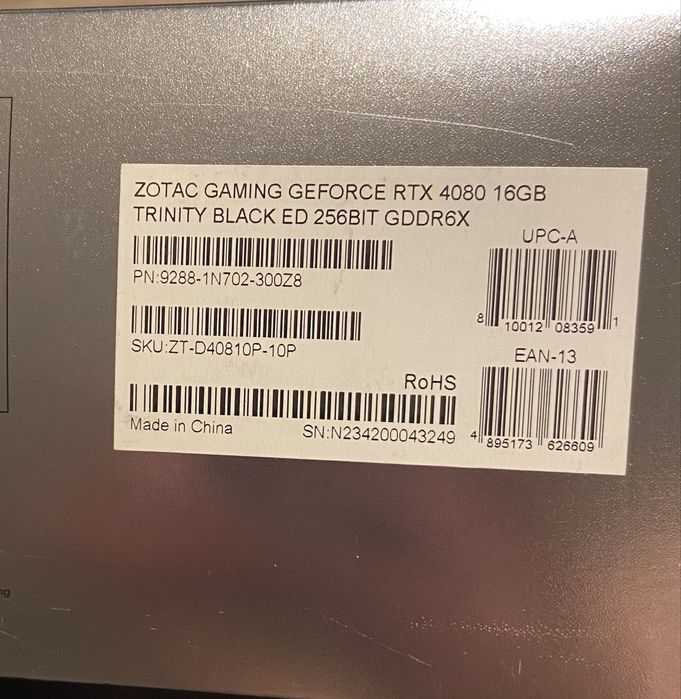 ZOTAC GAMING GEFORCE RTX 4080 16GB
TRINITY BLACK ED 256BIT GDDR6X
PN:9288-1N702-300Z8
SKU:ZT-D40810P-10P
RoHS
Made in China
SN:N234200043249
UPC-A
8 10012 08359 1
EAN-13
4 895173 626609